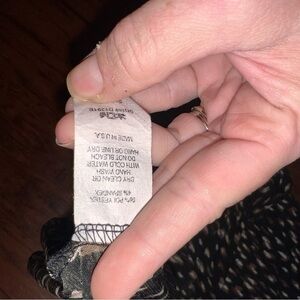 96% POLYESTER
4% SPANDEX
DRY CLEAN OR
HAND WASH
WITH COLD WATER
DO NOT BLEACH
HANG OR LINE DRY
MADE IN U.S.A.